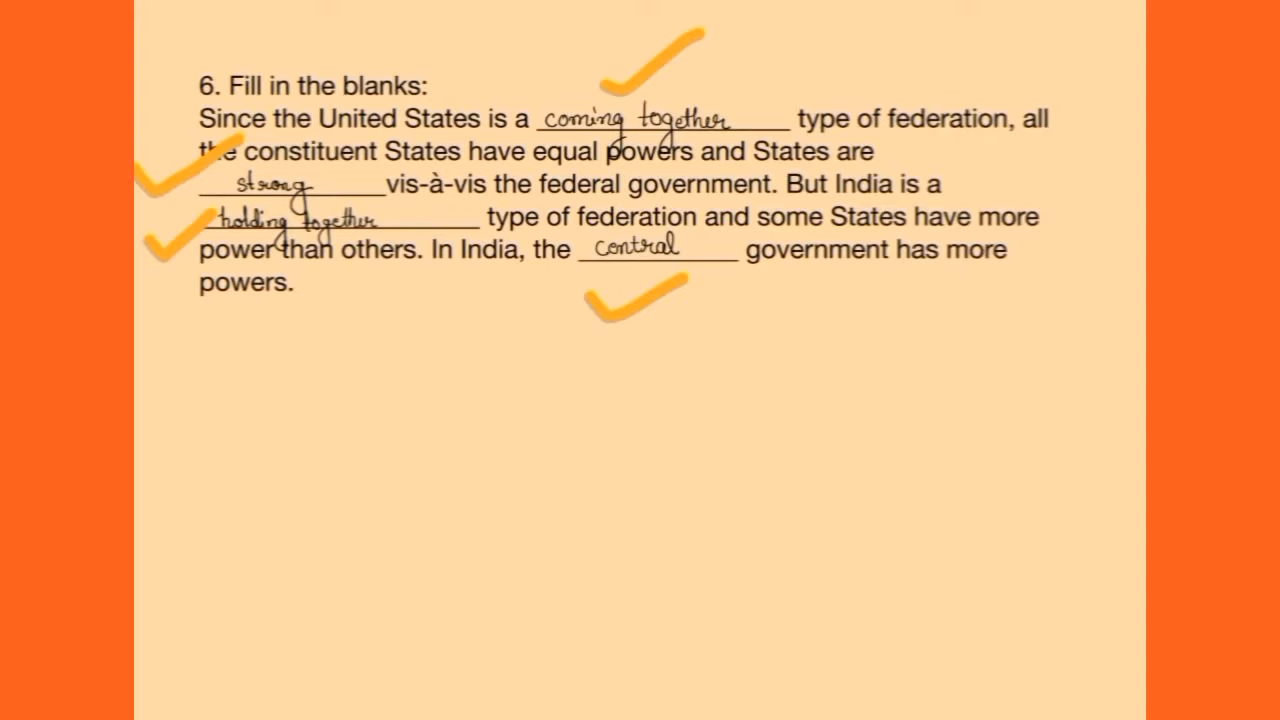 6. Fill in the blanks:
Since the United States is a coming together type of federation, all
the constituent States have equal powers and States are
strong vis-à-vis the federal government. But India is a
holding together type of federation and some States have more
power than others. In India, the central government has more
powers.